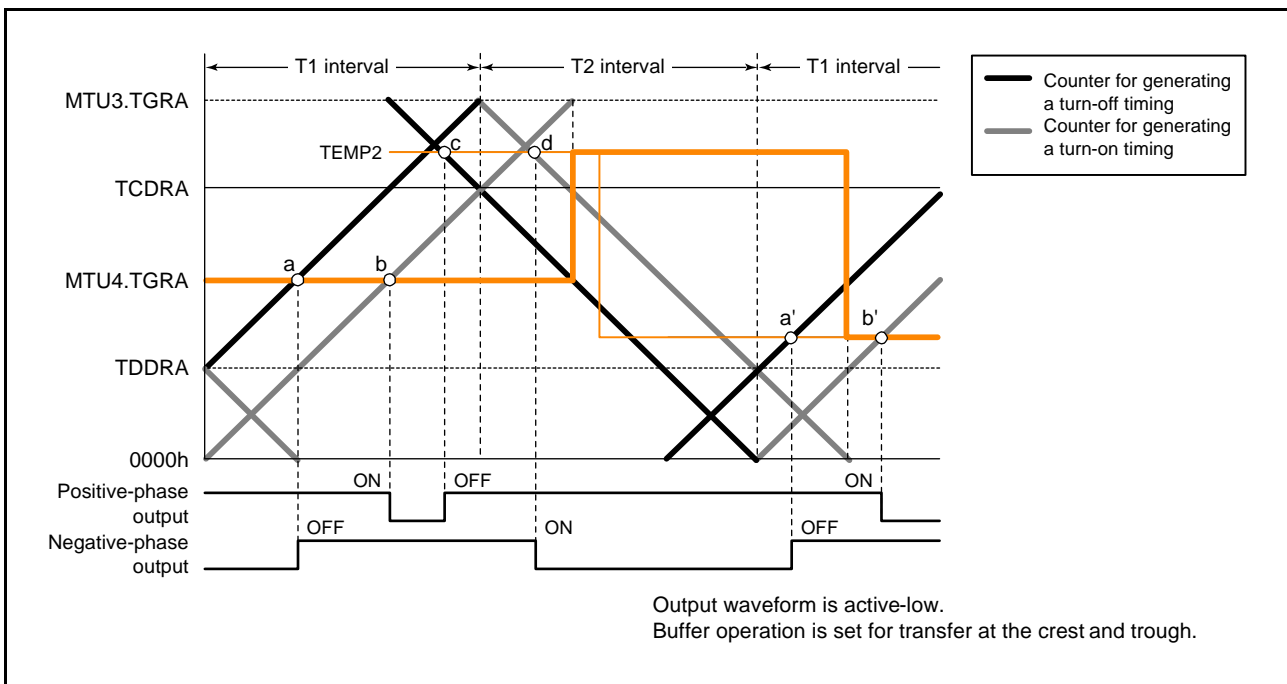 T1 interval
T2 interval
T1 interval
Counter for generating
a turn-off timing
Counter for generating
a turn-on timing
MTU3.TGRA
TEMP2
c
d
TCDRA
MTU4.TGRA
a
b
a'
b'
TDDRA
0000h
Positive-phase
output
ON
OFF
ON
Negative-phase
output
OFF
ON
OFF
Output waveform is active-low.
Buffer operation is set for transfer at the crest and trough.